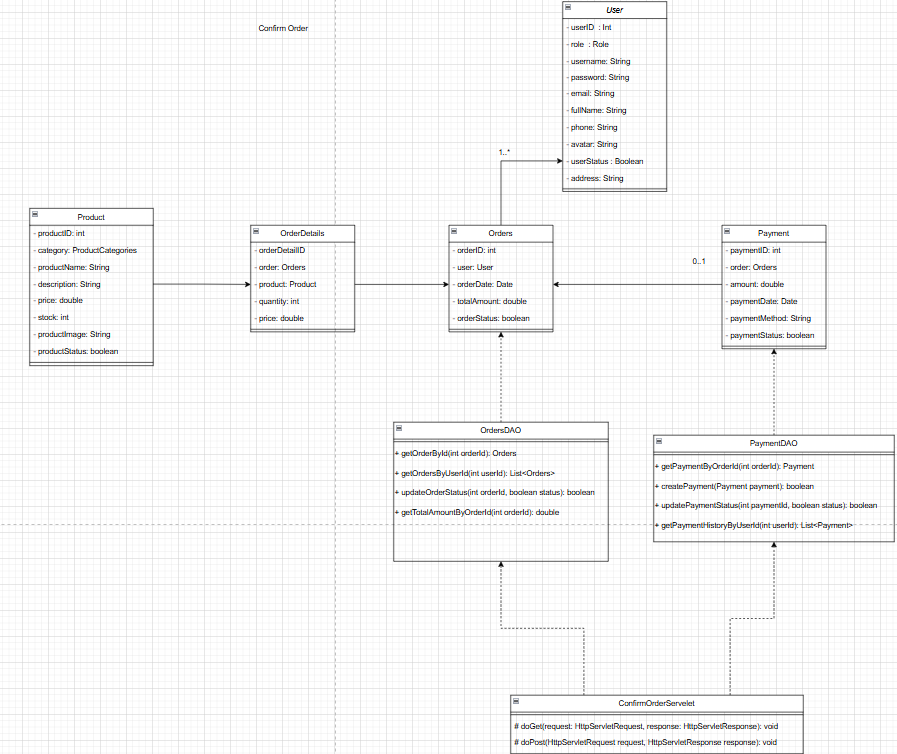 Confirm Order
User
- userID : Int
- role : Role
- username: String
- password: String
- email: String
- fullName: String
- phone: String
- avatar: String
- userStatus : Boolean
- address: String
1..*
Product
- productID: int
- category: ProductCategories
- productName: String
- description: String
- price: double
- stock: int
- productImage: String
- productStatus: boolean
OrderDetails
- orderDetailID
- order: Orders
- product: Product
- quantity: int
- price: double
Orders
- orderID: int
- user: User
- orderDate: Date
- totalAmount: double
- orderStatus: boolean
0..1
Payment
- paymentID: int
- order: Orders
- amount: double
- paymentDate: Date
- paymentMethod: String
- paymentStatus: boolean
OrdersDAO
+ getOrderById(int orderId): Orders
+ getOrdersByUserId(int userId): List<Orders>
+ updateOrderStatus(int orderId, boolean status): boolean
+ getTotalAmountByOrderId(int orderId): double
PaymentDAO
+ getPaymentByOrderId(int orderId): Payment
+ createPayment(Payment payment): boolean
+ updatePaymentStatus(int paymentId, boolean status): boolean
+ getPaymentHistoryByUserId(int userId): List<Payment>
ConfirmOrderServelet
# doGet(request: HttpServletRequest, response: HttpServletResponse): void
# doPost(HttpServletRequest request, HttpServletResponse response): void